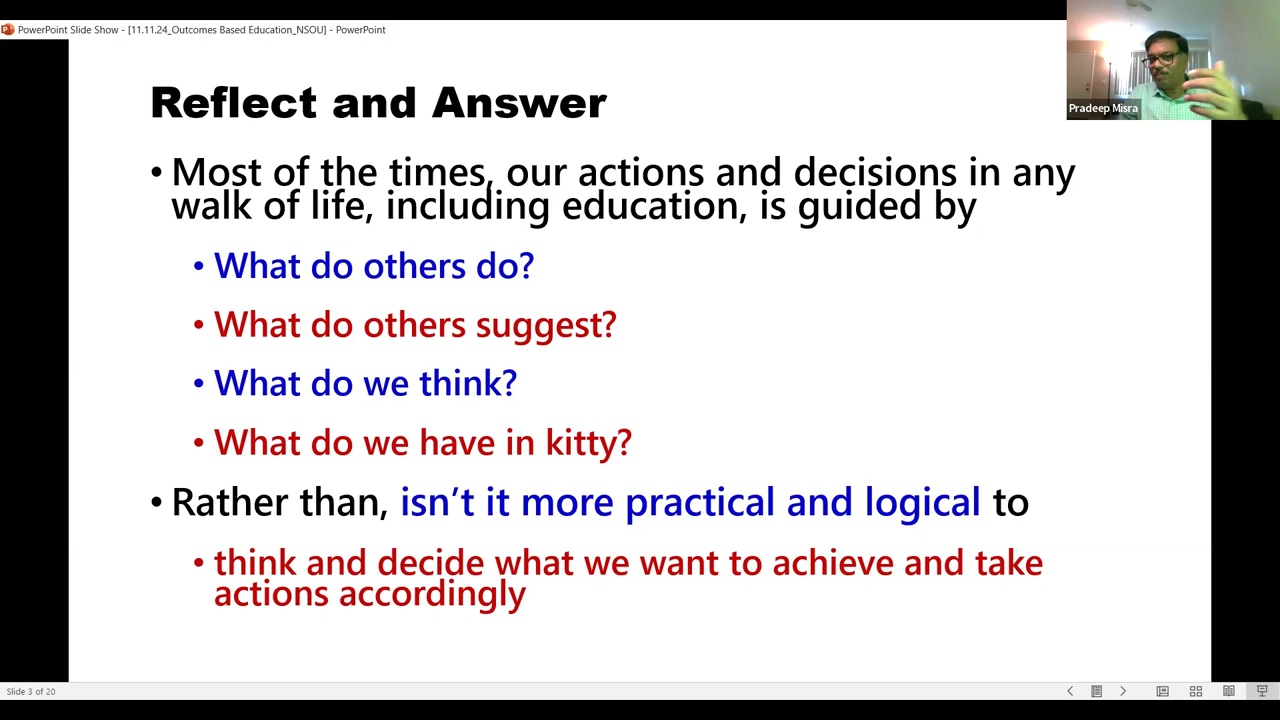 PowerPoint Slide Show - [11.11.24_Outcomes Based Education_NSOU] - PowerPoint
Pradeep Misra
Reflect and Answer
• Most of the times, our actions and decisions in any
walk of life, including education, is guided by
• What do others do?
• What do others suggest?
• What do we think?
• What do we have in kitty?
• Rather than, isn't it more practical and logical to
• think and decide what we want to achieve and take
actions accordingly
Slide 3 of 20